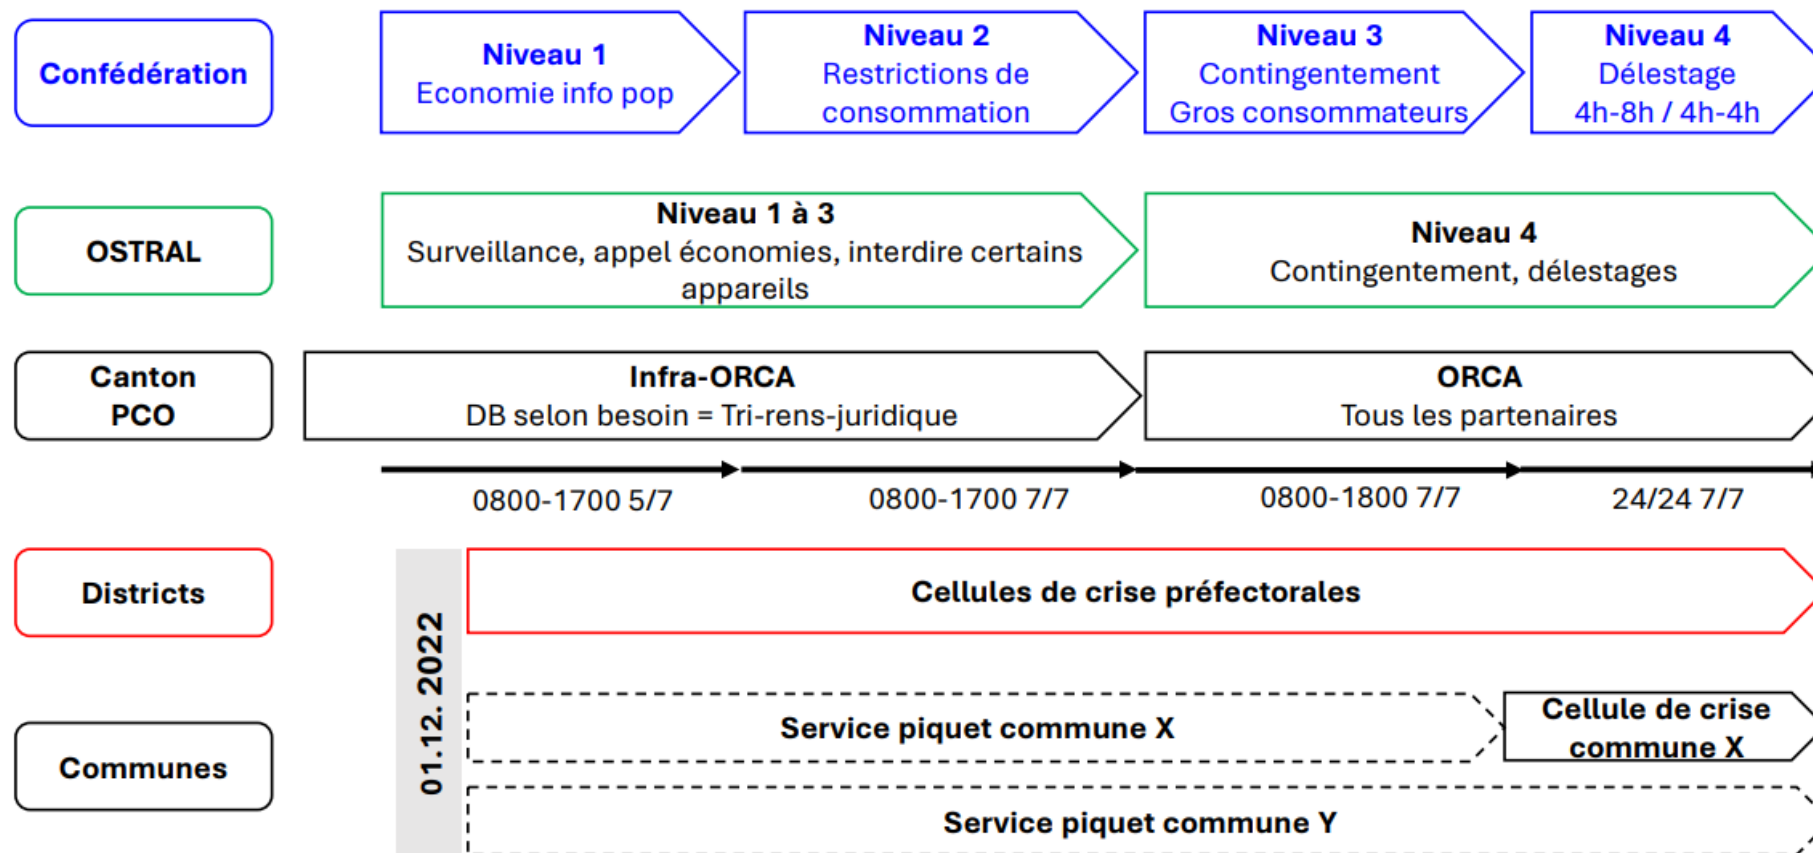 Confédération
Niveau 1
Economie info pop
Niveau 2
Restrictions de
consommation
Niveau 3
Contingentement
Gros consommateurs
Niveau 4
Délestage
4h-8h / 4h-4h
OSTRAL
Niveau 1 à 3
Surveillance, appel économies, interdire certains
appareils
Niveau 4
Contingentement, délestages
Canton
PCO
Infra-ORCA
DB selon besoin = Tri-rens-juridique
ORCA
Tous les partenaires
0800-1700 5/7
0800-1700 7/7
0800-1800 7/7
24/24 7/7
Districts
01.12. 2022
Cellules de crise préfectorales
Communes
Service piquet commune X
Cellule de crise
commune X
Service piquet commune Y